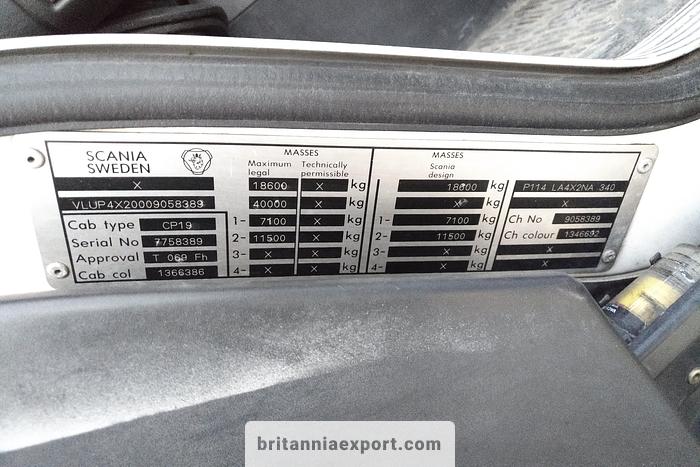 SCANIA
SWEDEN
X
VLUP4X20009058389
Cab type CP19
Serial No 7758389
Approval T 069 Fh
Cab col 1366386
MASSES
Maximum legal Technically permissible
18600 X kg
40000 X kg
1- 7100 X kg
2- 11500 X kg
3- X X kg
4- X X kg
MASSES
Scania design
18600 kg
X kg
1- 7100 kg
2- 11500 kg
3- X kg
4- X kg
P114 LA4X2NA 340
X
Ch No 9058389
Ch colour 1346692
X
X
britanniaexport.com